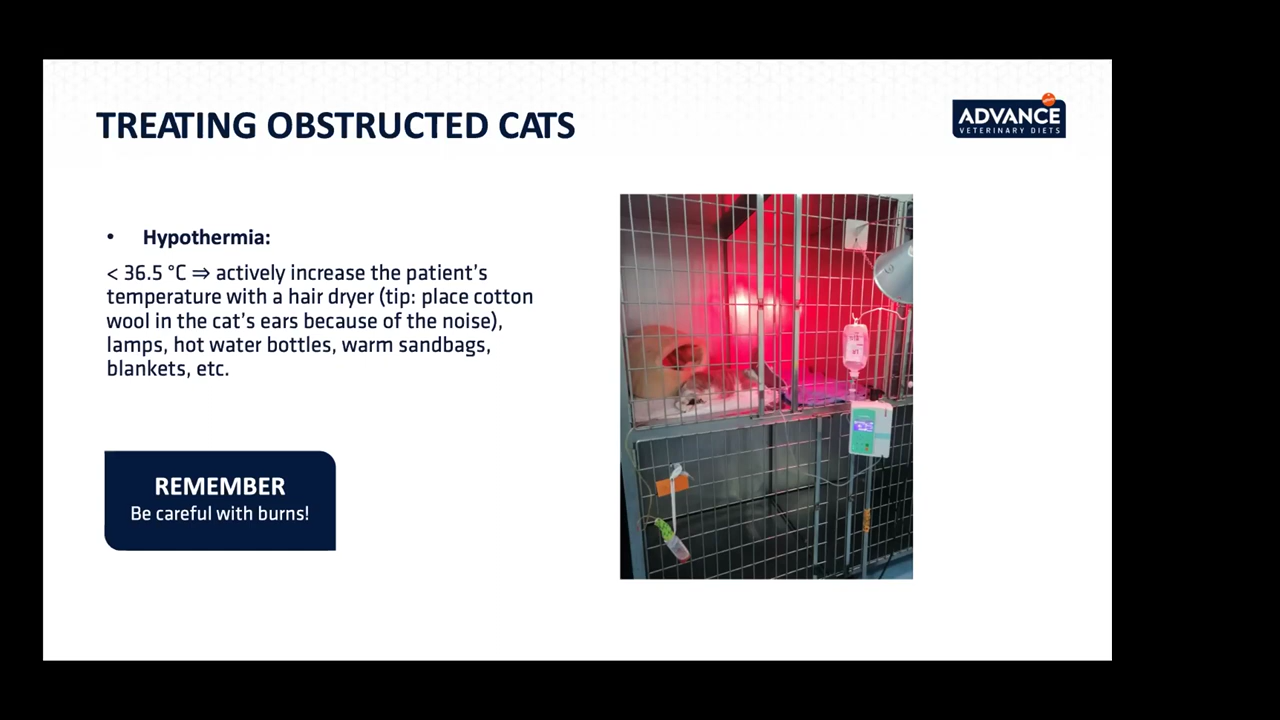 TREATING OBSTRUCTED CATS
ADVANCE
VETERINARY DIETS
• Hypothermia:
< 36.5 °C ⇒ actively increase the patient's
temperature with a hair dryer (tip: place cotton
wool in the cat's ears because of the noise),
lamps, hot water bottles, warm sandbags,
blankets, etc.
REMEMBER
Be careful with burns!